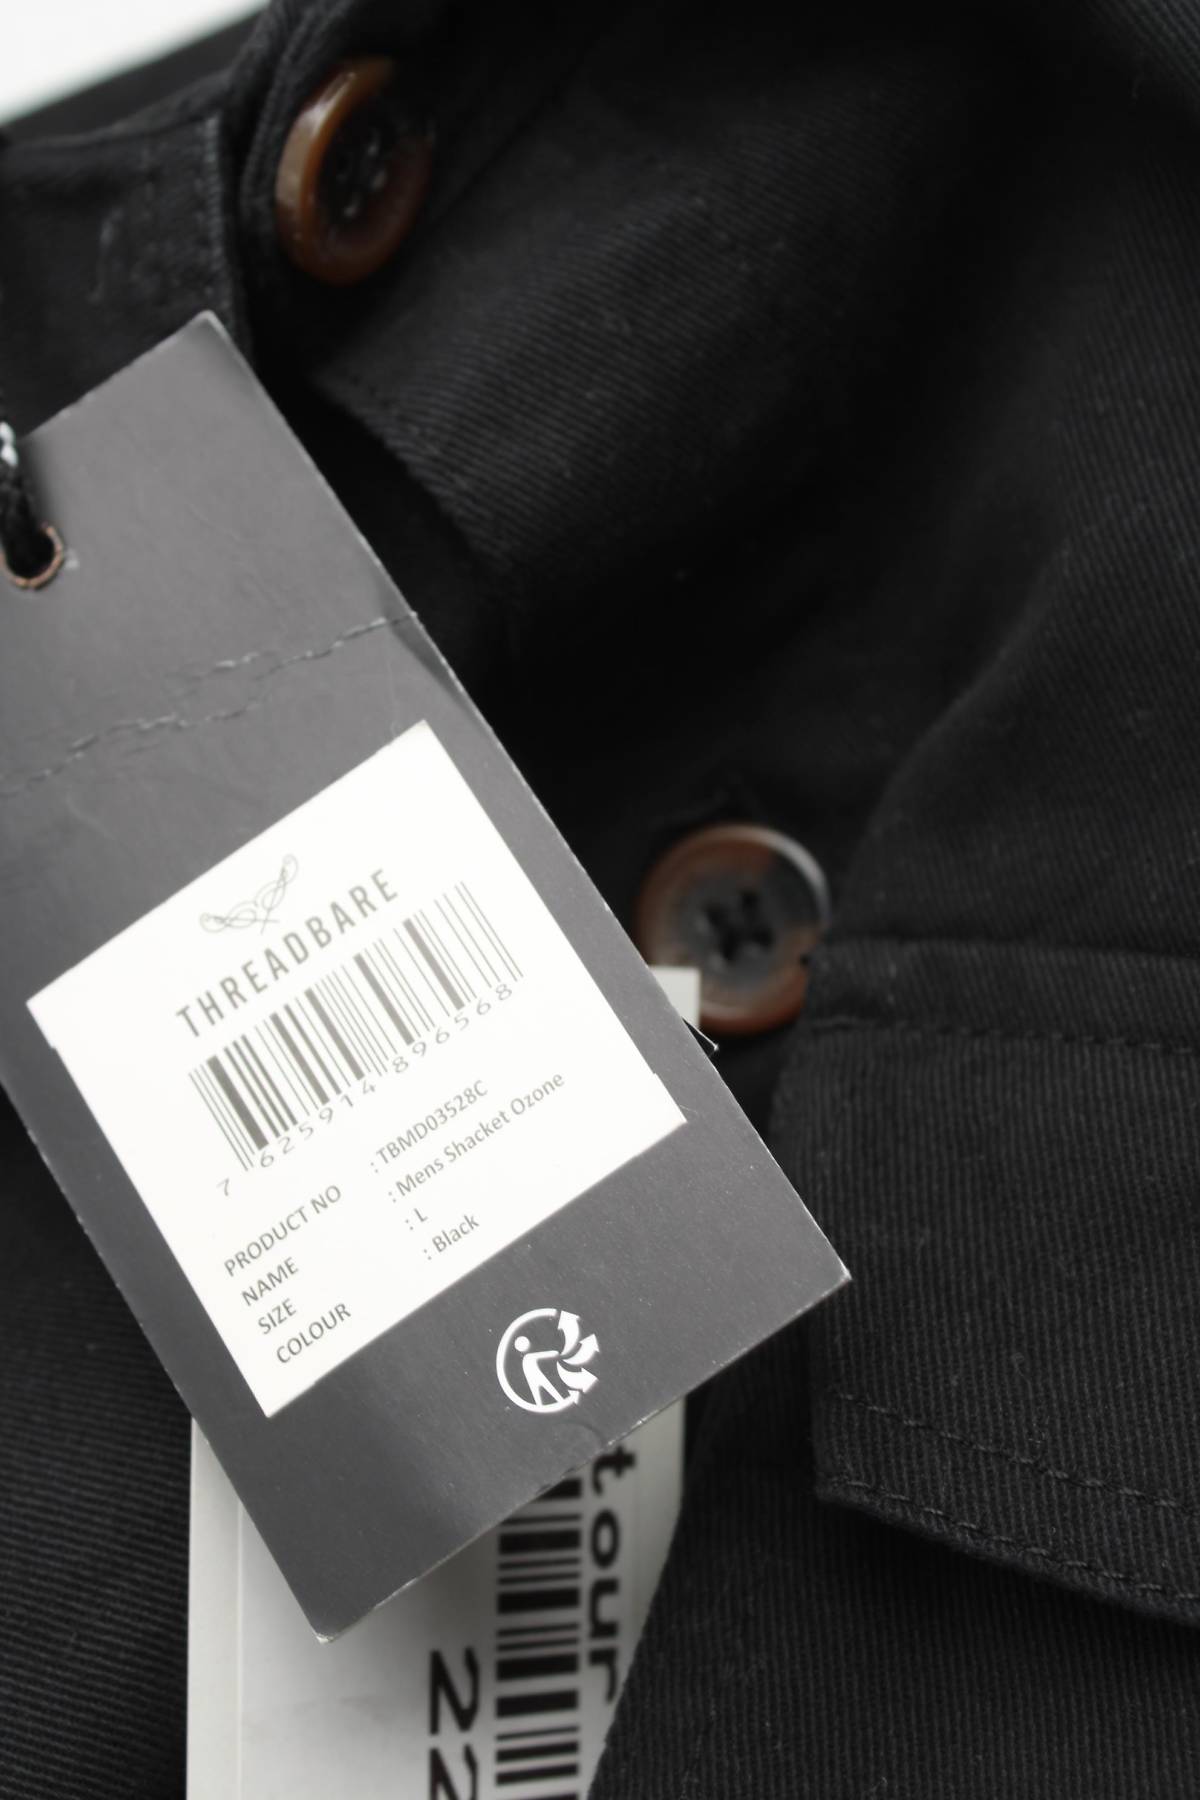 THREADBARE
7 625914 896568
PRODUCT NO : TBMD03528C
NAME : Mens Shacket Ozone
SIZE : L
COLOUR : Black
tour
22